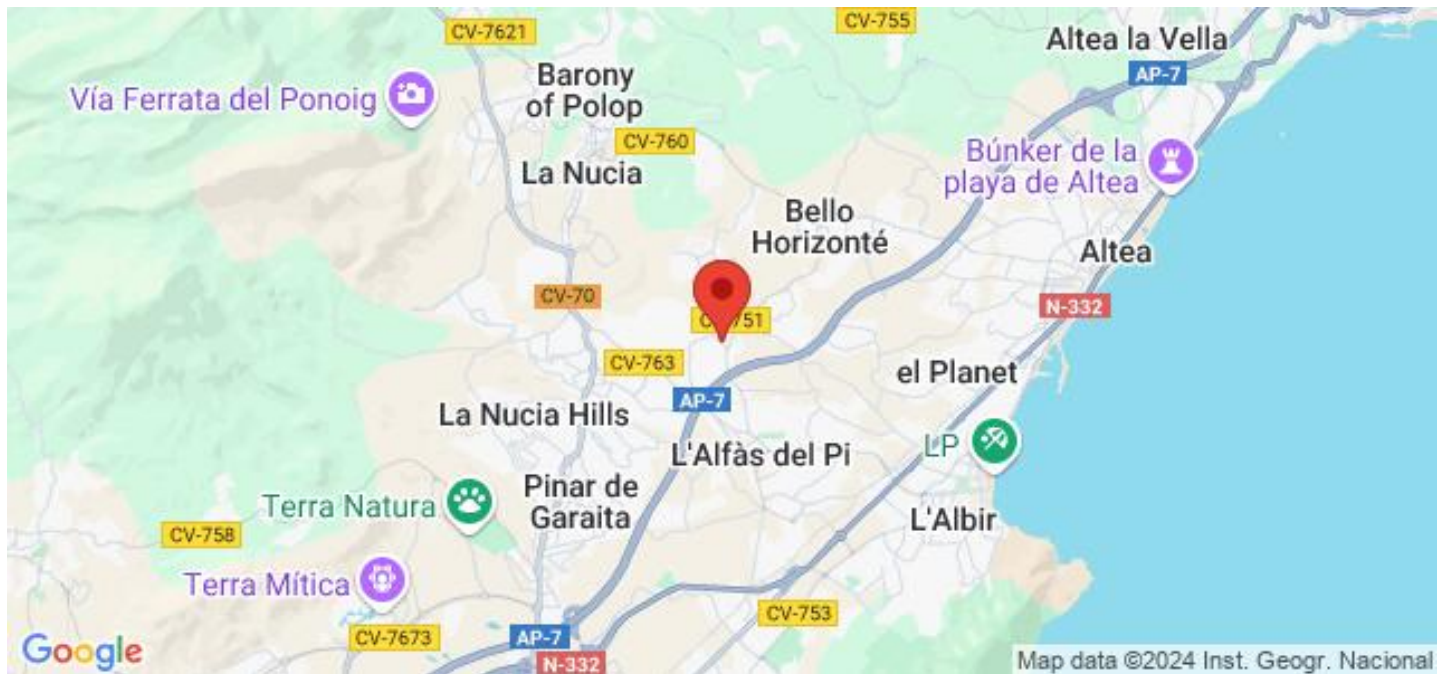 CV-7621
CV-755
Altea la Vella
AP-7
Vía Ferrata del Ponoig
Barony
of Polop
CV-760
La Nucia
Búnker de la
playa de Altea
Bello
Horizonté
Altea
CV-70
N-332
CV-763
el Planet
AP-7
La Nucia Hills
LP
L'Alfàs del Pi
Terra Natura
Pinar de
Garaita
L'Albir
CV-758
Terra Mítica
CV-753
CV-7673
AP-7
N-332
Google
Map data ©2024 Inst. Geogr. Nacional